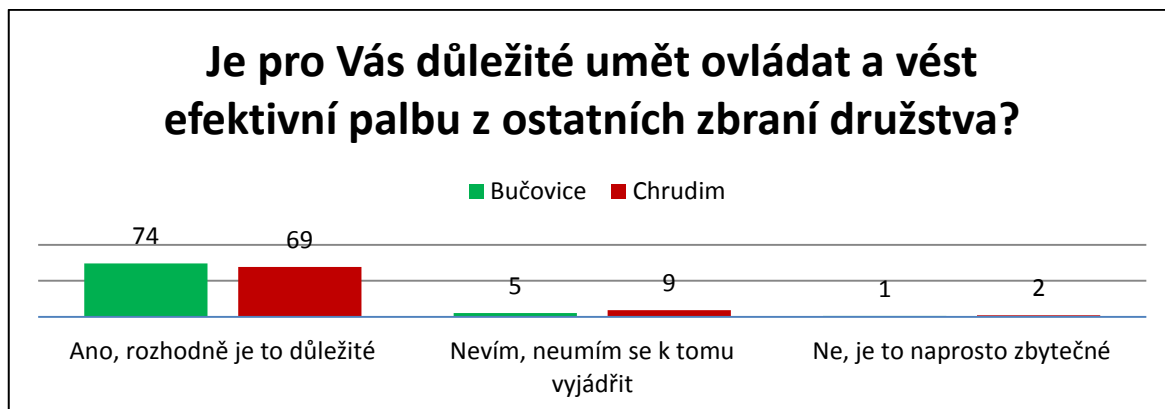 Je pro Vás důležité umět ovládat a vést
efektivní palbu z ostatních zbraní družstva?
Bučovice Chrudim
74 69 5 9 1 2
Ano, rozhodně je to důležité Nevím, neumím se k tomu Ne, je to naprosto zbytečné
vyjádřit